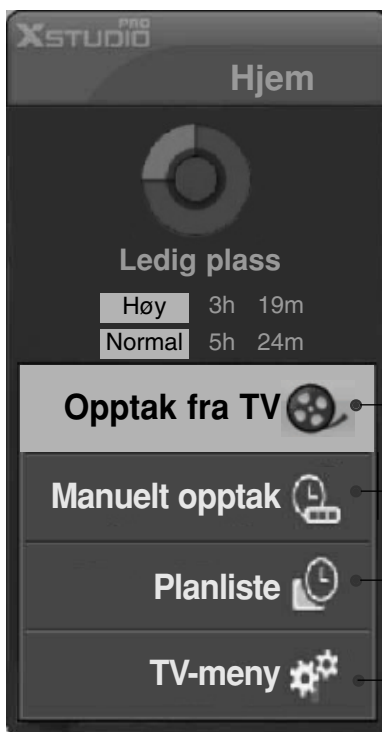 XSTUDIO PRO
Hjem
Ledig plass
Høy 3h 19m
Normal 5h 24m
Opptak fra TV
Manuelt opptak
Planliste
TV-meny